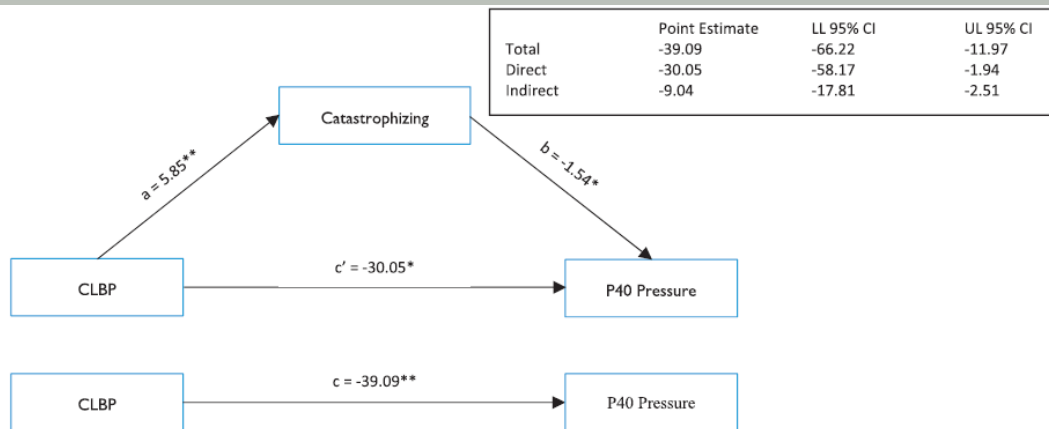 Point Estimate LL 95% CI UL 95% CI
Total -39.09 -66.22 -11.97
Direct -30.05 -58.17 -1.94
Indirect -9.04 -17.81 -2.51
Catastrophizing
a = 5.85**
b = -1.54*
c’ = -30.05*
CLBP
P40 Pressure
c = -39.09**
CLBP
P40 Pressure